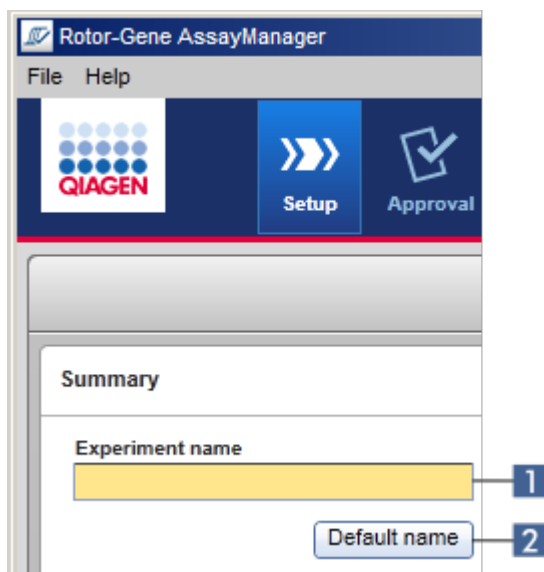 Rotor-Gene AssayManager
File Help
QIAGEN
Setup
Approval
Summary
Experiment name
1
Default name
2